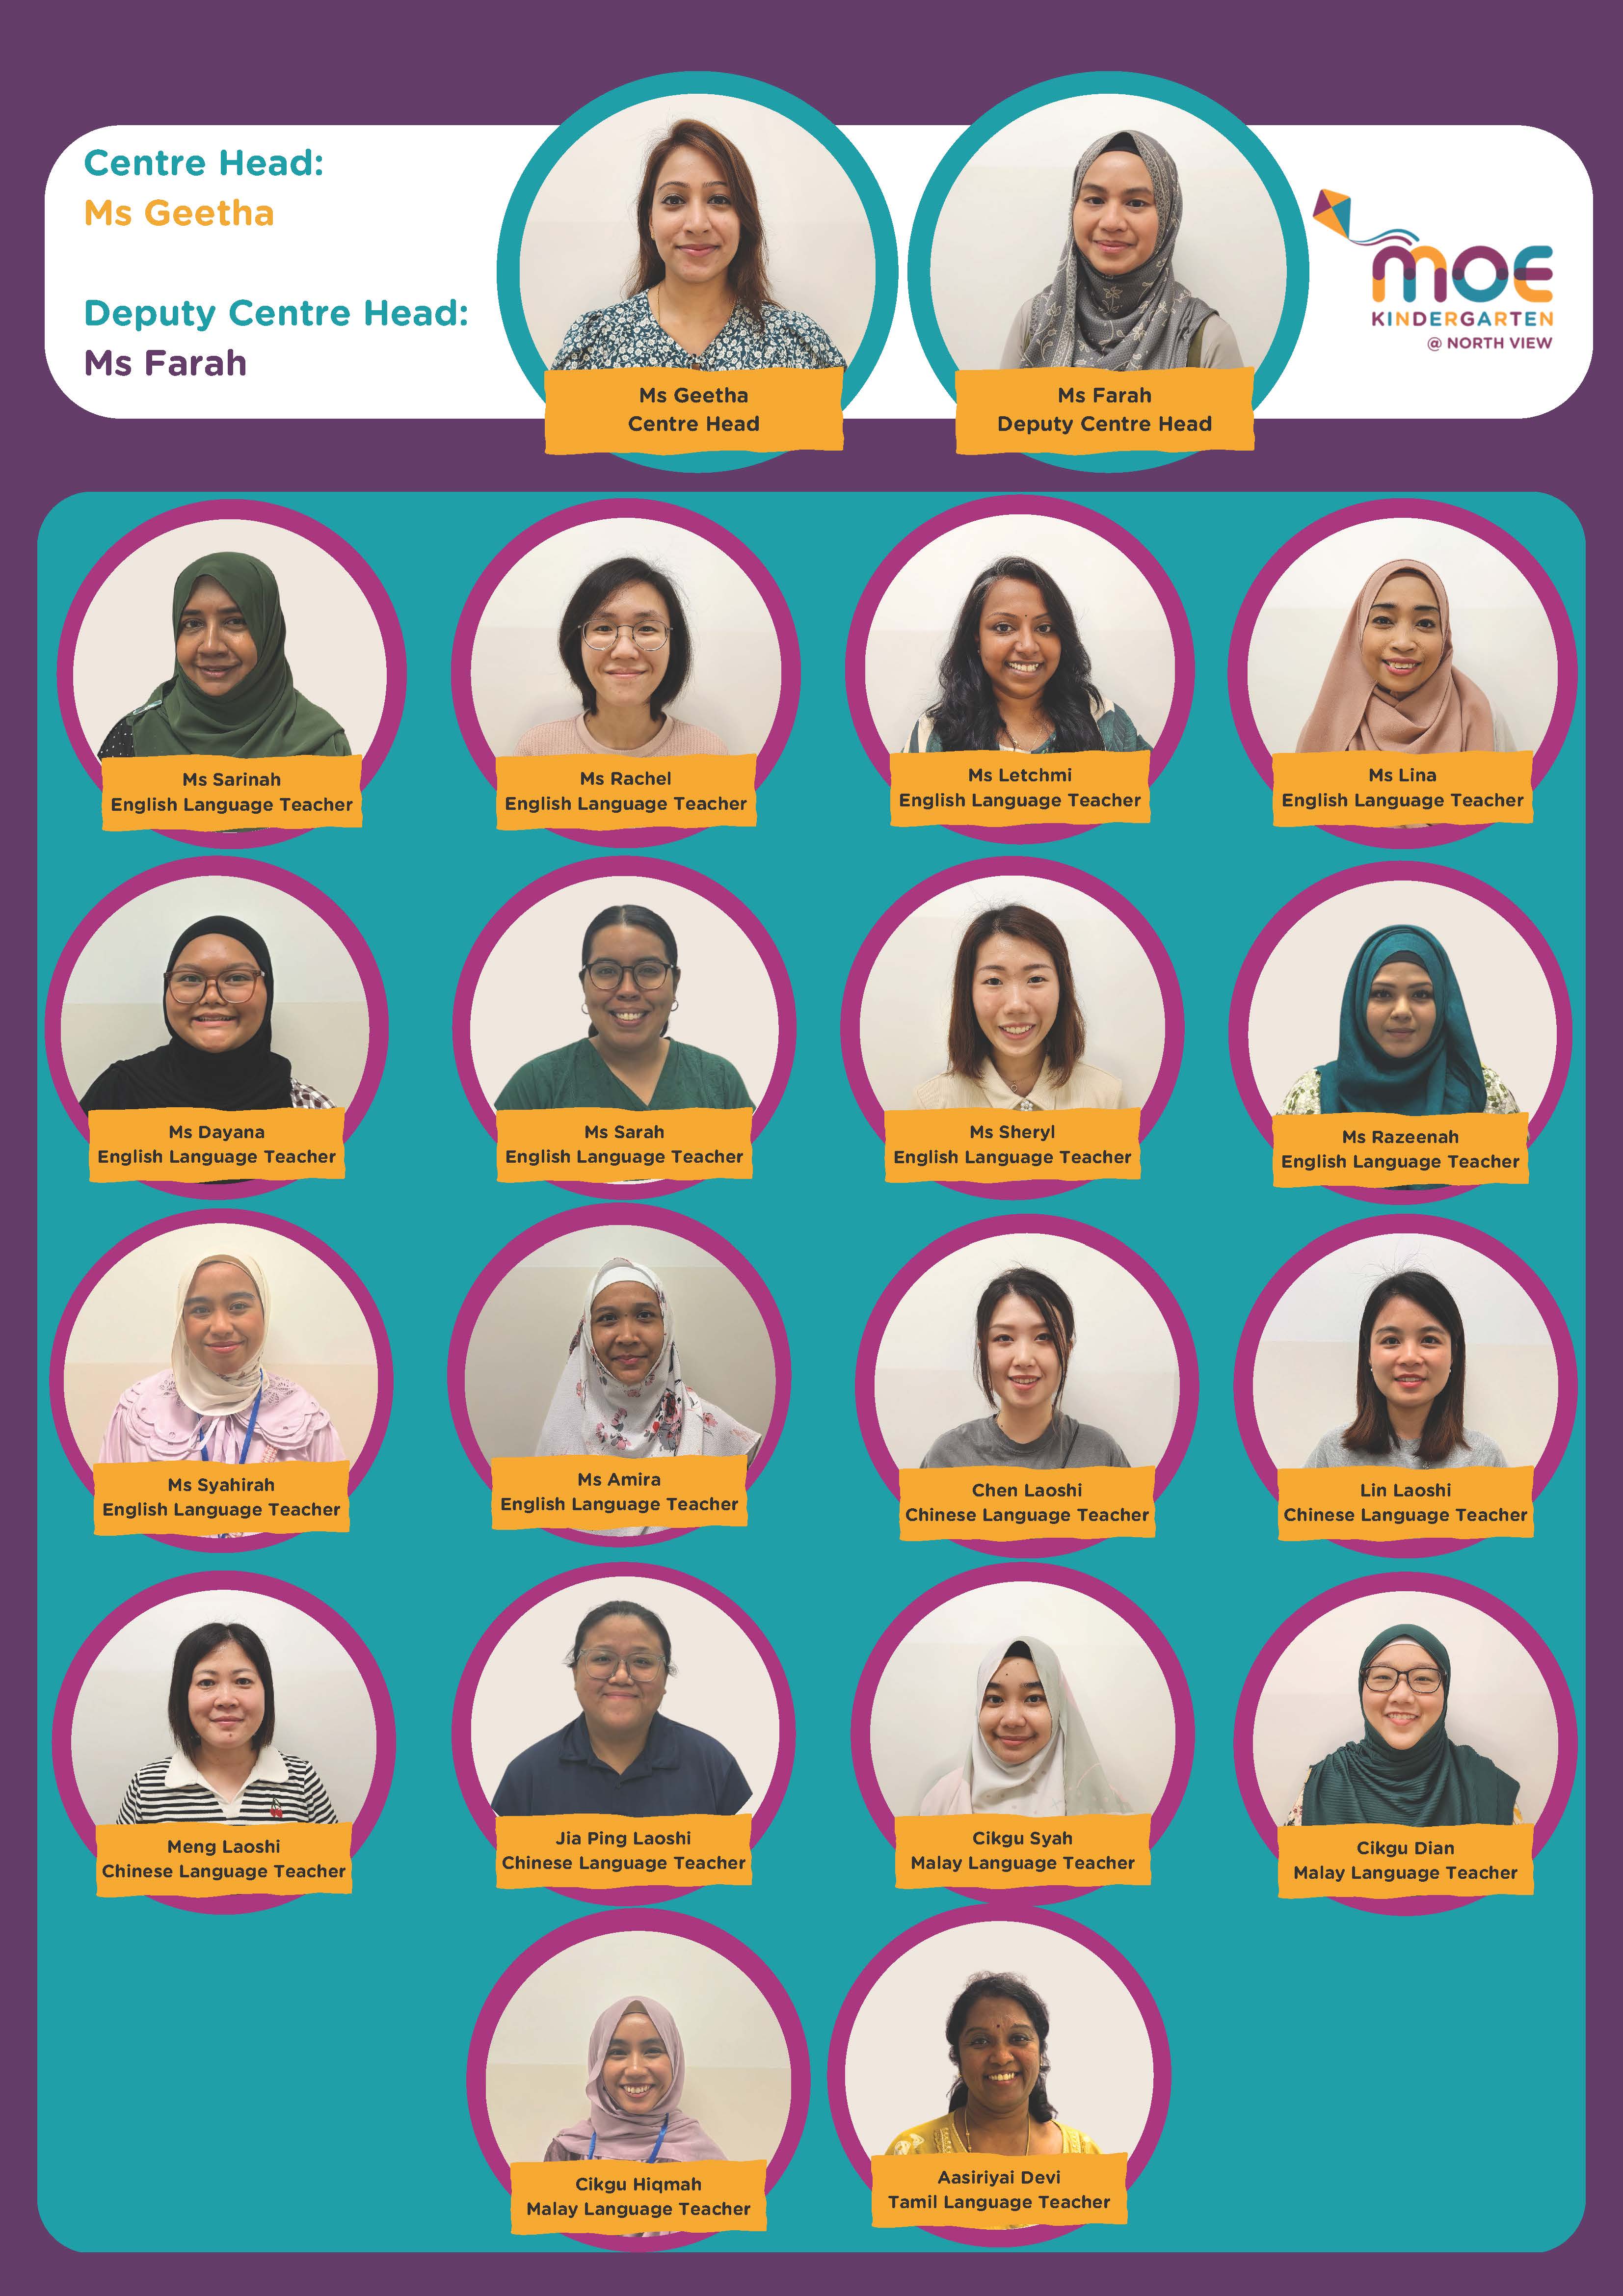 Centre Head:
Ms Geetha
Deputy Centre Head:
Ms Farah
Ms Geetha
Centre Head
Ms Farah
Deputy Centre Head
MOE
KINDERGARTEN
@ NORTH VIEW
Ms Sarinah
English Language Teacher
Ms Rachel
English Language Teacher
Ms Letchmi
English Language Teacher
Ms Lina
English Language Teacher
Ms Dayana
English Language Teacher
Ms Sarah
English Language Teacher
Ms Sheryl
English Language Teacher
Ms Razeenah
English Language Teacher
Ms Syahirah
English Language Teacher
Ms Amira
English Language Teacher
Chen Laoshi
Chinese Language Teacher
Lin Laoshi
Chinese Language Teacher
Meng Laoshi
Chinese Language Teacher
Jia Ping Laoshi
Chinese Language Teacher
Cikgu Syah
Malay Language Teacher
Cikgu Dian
Malay Language Teacher
Cikgu Hiqmah
Malay Language Teacher
Aasiriyai Devi
Tamil Language Teacher